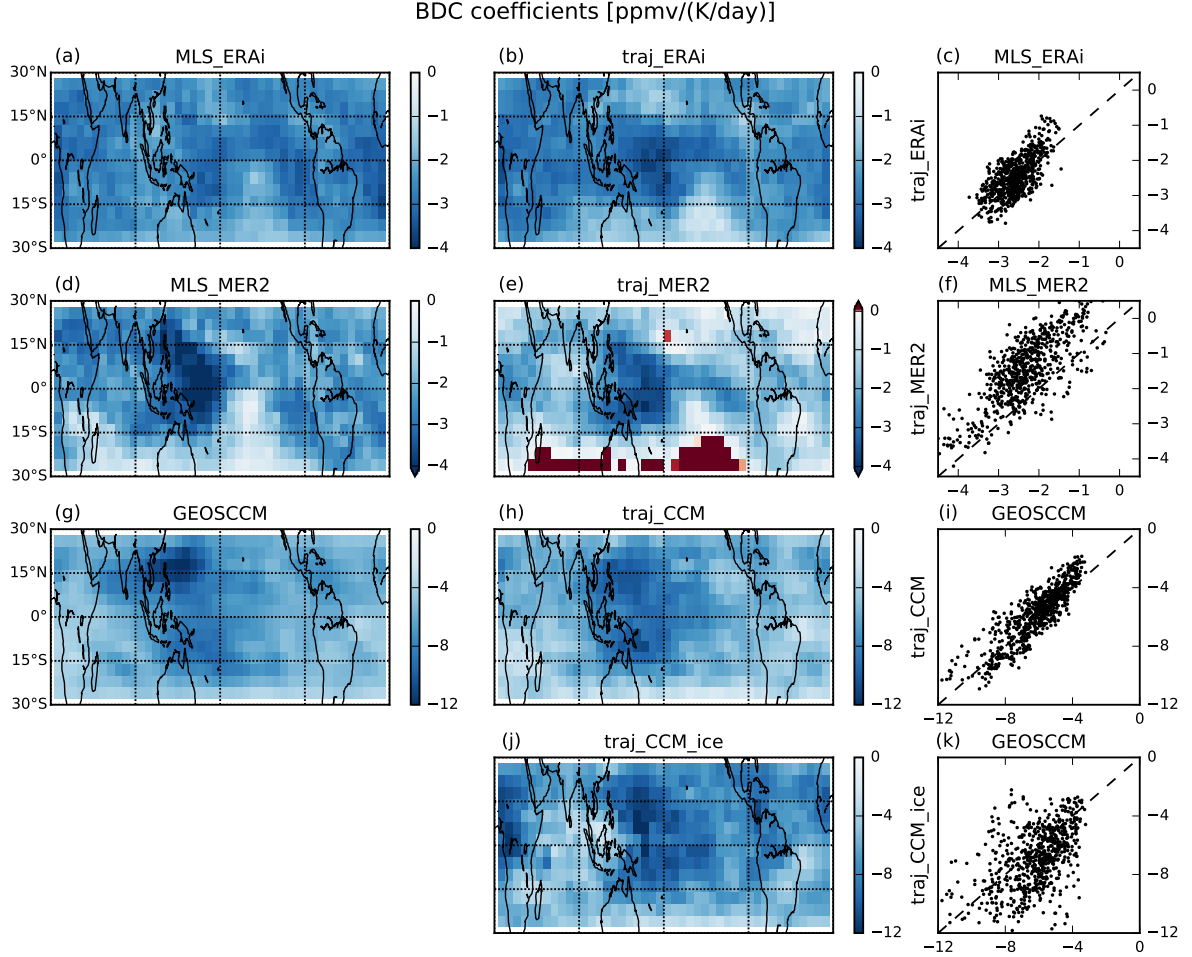 BDC coefficients [ppmv/(K/day)]
(a) MLS_ERAi
30°N
15°N
0°
15°S
30°S
0
−1
−2
−3
−4
(b) traj_ERAi
0
−1
−2
−3
−4
(c) MLS_ERAi
traj_ERAi
0
−1
−2
−3
−4
−4 −3 −2 −1 0
(d) MLS_MER2
30°N
15°N
0°
15°S
30°S
0
−1
−2
−3
−4
(e) traj_MER2
0
−1
−2
−3
−4
(f) MLS_MER2
traj_MER2
0
−1
−2
−3
−4
−4 −3 −2 −1 0
(g) GEOSCCM
30°N
15°N
0°
15°S
30°S
0
−4
−8
−12
(h) traj_CCM
0
−4
−8
−12
(i) GEOSCCM
traj_CCM
0
−4
−8
−12
−12 −8 −4 0
(j) traj_CCM_ice
0
−4
−8
−12
(k) GEOSCCM
traj_CCM_ice
0
−4
−8
−12
−12 −8 −4 0